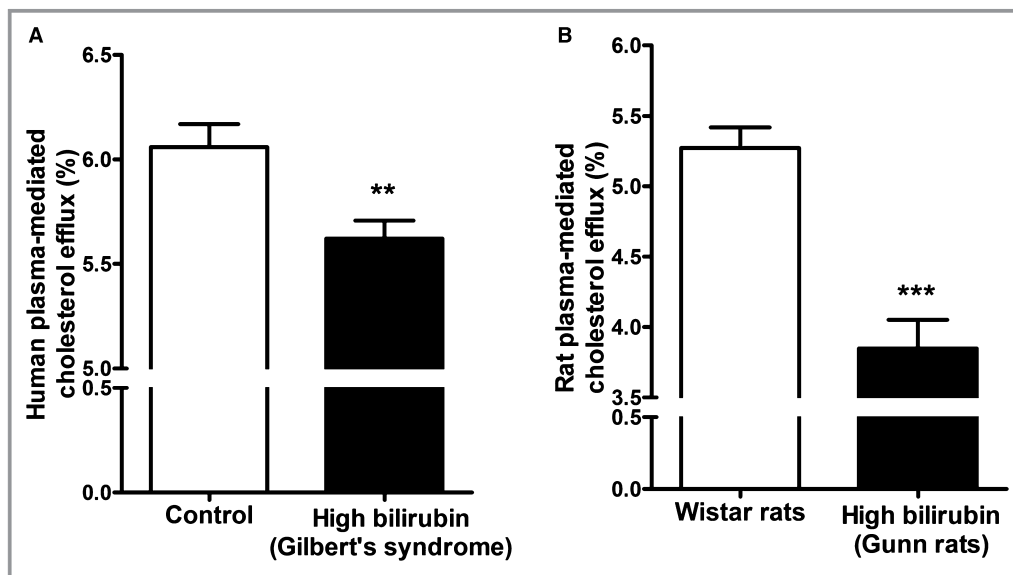 A
Human plasma-mediated
cholesterol efflux (%)
6.5
6.0
5.5
5.0
0.5
0.0
**
Control
High bilirubin
(Gilbert's syndrome)
B
Rat plasma-mediated
cholesterol efflux (%)
6.0
5.5
5.0
4.5
4.0
3.5
0.5
0.0
***
Wistar rats
High bilirubin
(Gunn rats)